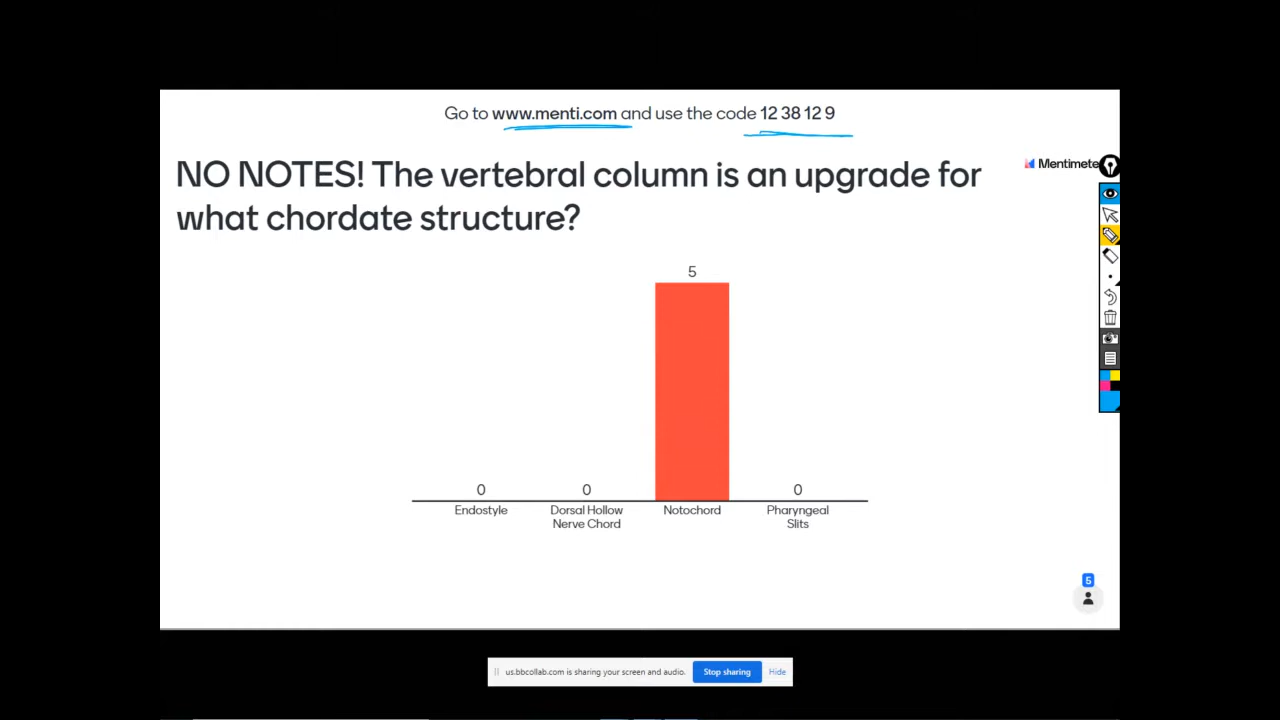 Go to www.menti.com and use the code 12 38 12 9
Mentimete
NO NOTES! The vertebral column is an upgrade for
what chordate structure?
5
0
0
0
Endostyle
Dorsal Hollow
Nerve Chord
Notochord
Pharyngeal
Slits
5
us.bbcollab.com is sharing your screen and audio.
Stop sharing
Hide